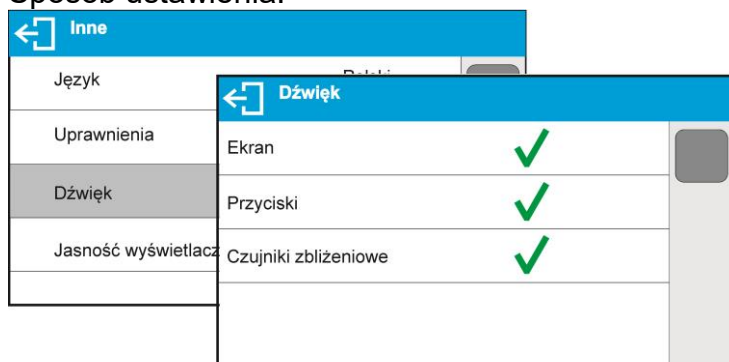 Sposób ustawienia:
Inne
Język
Uprawnienia
Dźwięk
Jasność wyświetlacz
Dźwięk
Ekran
Przyciski
Czujniki zbliżeniowe